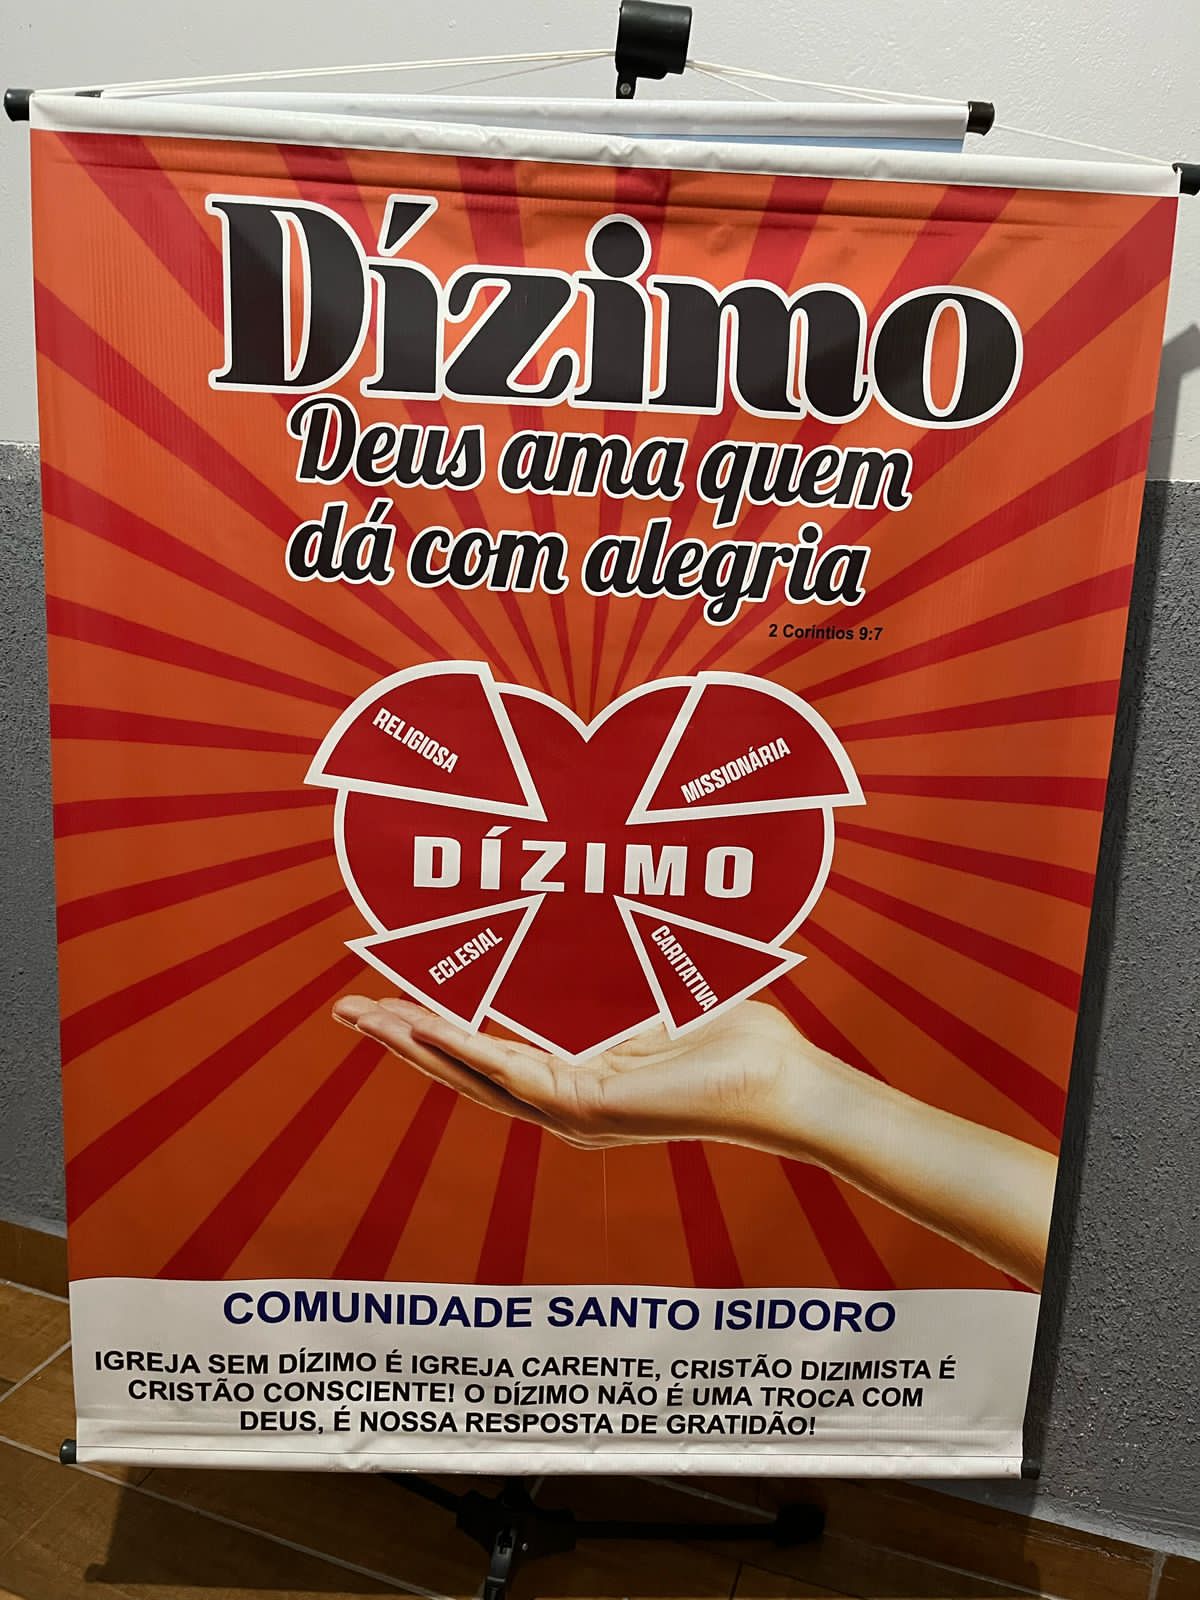 Dízimo
Deus ama quem
dá com alegria
2 Coríntios 9:7
RELIGIOSA
MISSIONÁRIA
DÍZIMO
ECLESIAL
CARITATIVA
COMUNIDADE SANTO ISIDORO
IGREJA SEM DÍZIMO É IGREJA CARENTE, CRISTÃO DIZIMISTA É
CRISTÃO CONSCIENTE! O DÍZIMO NÃO É UMA TROCA COM
DEUS, É NOSSA RESPOSTA DE GRATIDÃO!